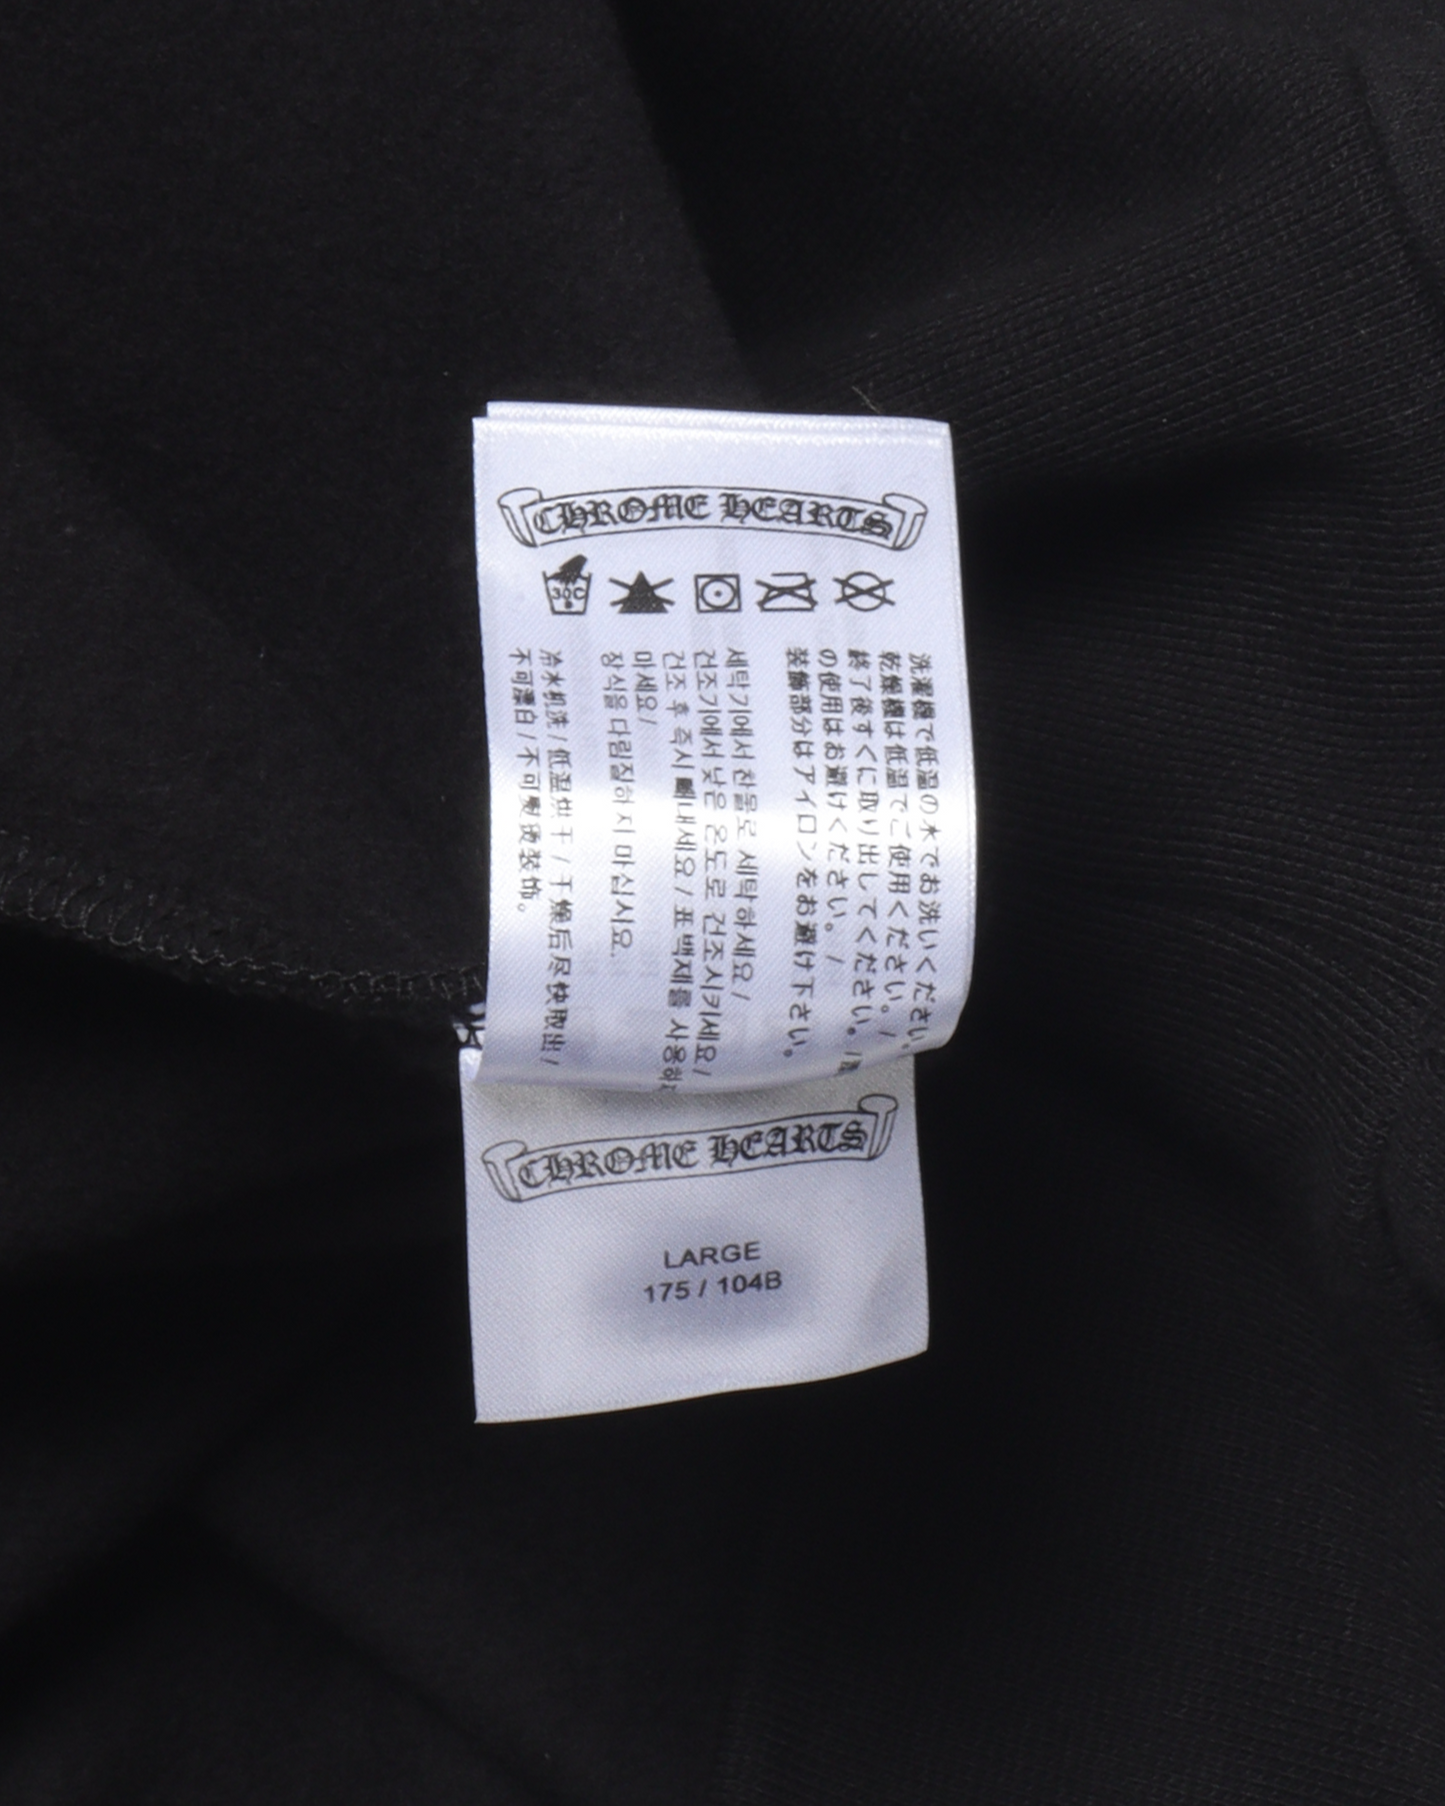 CHROME HEARTS
30C
洗濯機で低温の水でお洗いください。
乾燥機は低温でご使用ください。/
終了後すぐに取り出してください。/
の使用はお避けください。/
装飾部分はアイロンをお避け下さい。
세탁기에서 찬물로 세탁하세요/
건조기에서 낮은 온도로 건조시키세요/
건조 후 즉시 빼내세요/표백제를 사용하지
마세요/
장식을 다림질하지 마십시요.
冷水机洗/低温烘干/干燥后尽快取出/
不可漂白/不可熨烫装饰。
CHROME HEARTS
LARGE
175 / 104B